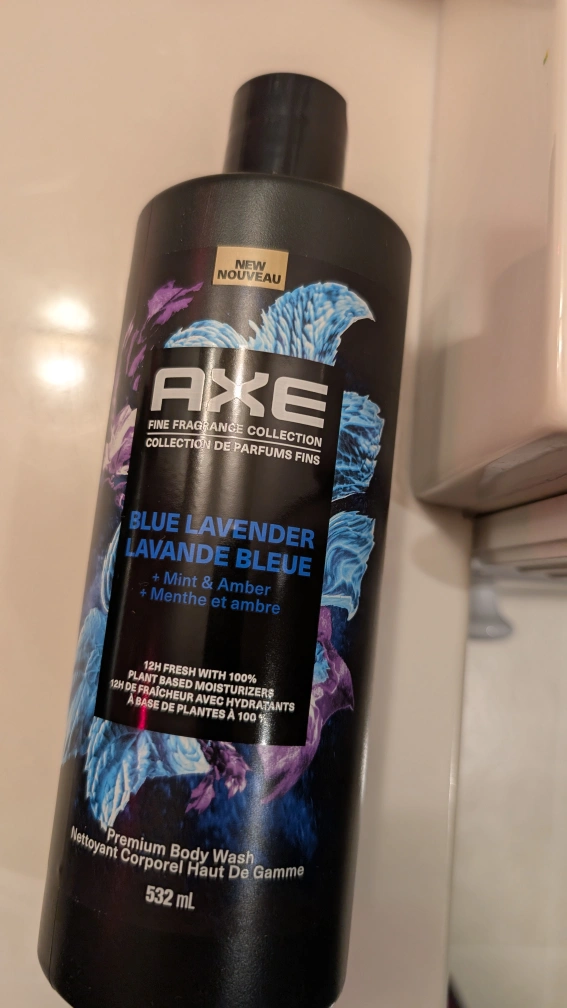 NEW
NOUVEAU
AXE
FINE FRAGRANCE COLLECTION
COLLECTION DE PARFUMS FINS
BLUE LAVENDER
LAVANDE BLEUE
+ Mint & Amber
+ Menthe et ambre
12H FRESH WITH 100%
PLANT BASED MOISTURIZERS
12H DE FRAÎCHEUR AVEC HYDRATANTS
À BASE DE PLANTES À 100 %
Premium Body Wash
Nettoyant Corporel Haut De Gamme
532 mL